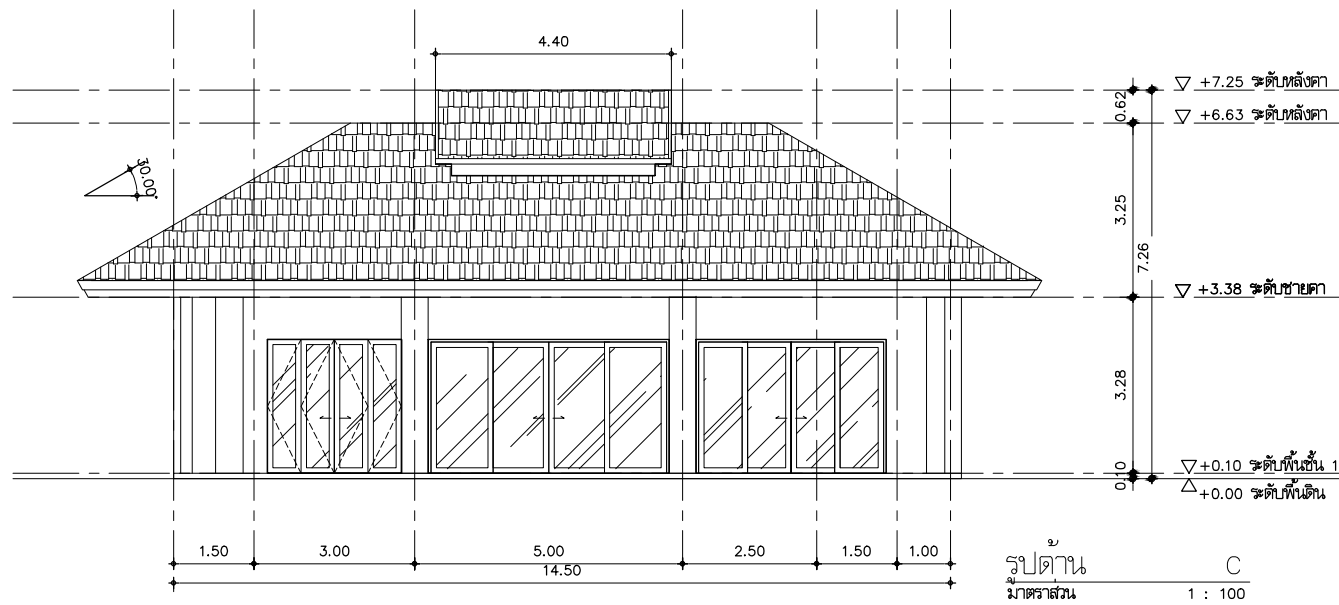 4.40
+7.25 ระดับหลังคา
0.62
+6.63 ระดับหลังคา
30.00°
3.25
7.26
+3.38 ระดับชายคา
3.28
0.10
+0.10 ระดับพื้นชั้น 1
+0.00 ระดับพื้นดิน
1.50 3.00 5.00 2.50 1.50 1.00
14.50
รูปด้าน C
มาตราส่วน 1 : 100